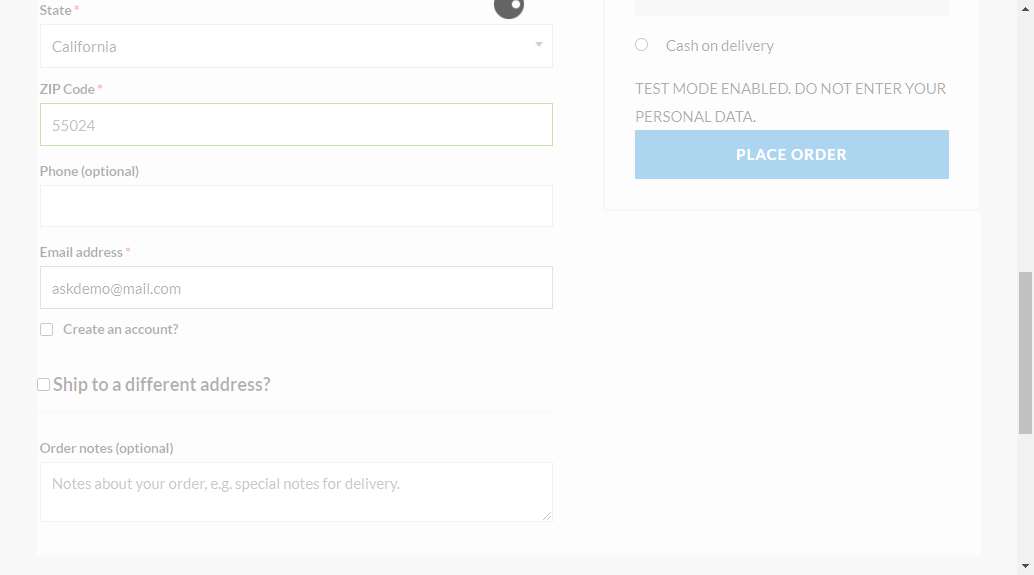 State *
California
ZIP Code *
55024
Phone (optional)
Email address *
askdemo@mail.com
Create an account?
Ship to a different address?
Order notes (optional)
Notes about your order, e.g. special notes for delivery.
Cash on delivery
TEST MODE ENABLED. DO NOT ENTER YOUR
PERSONAL DATA.
PLACE ORDER